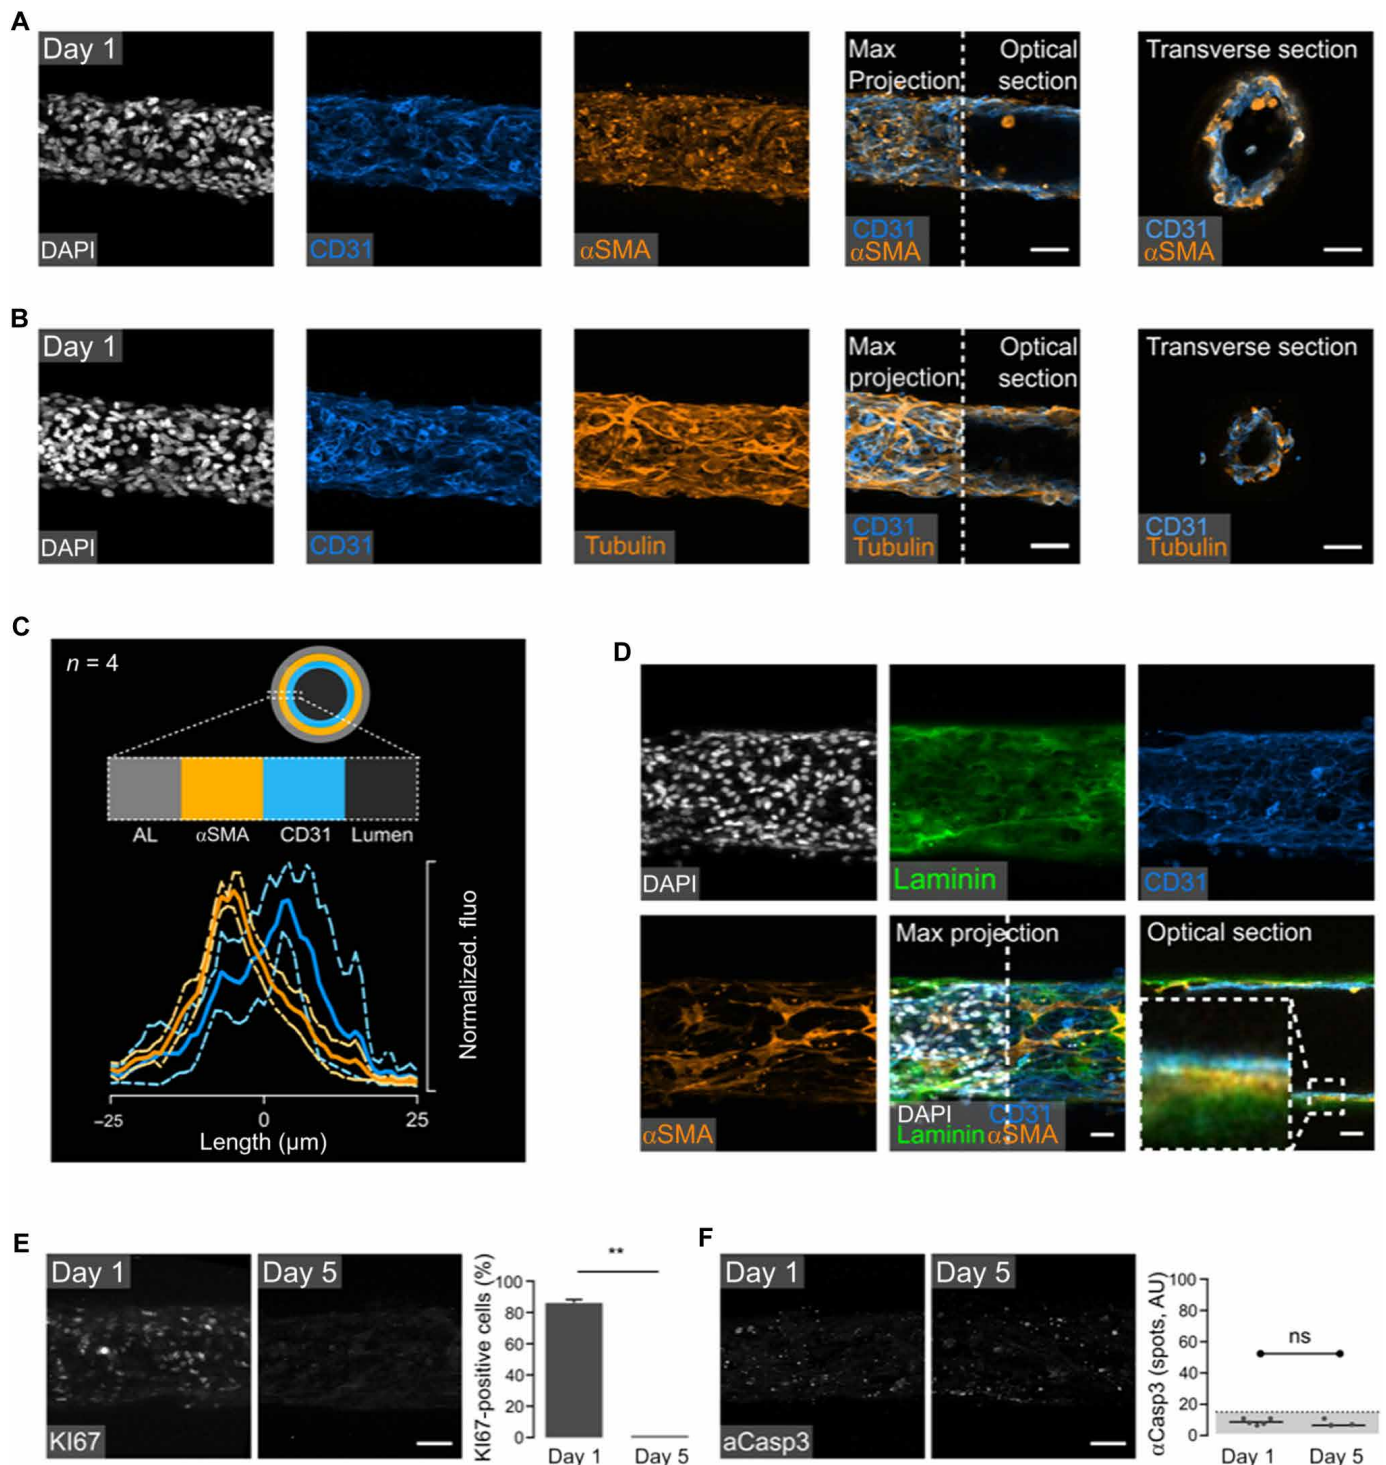 A
Day 1
DAPI
CD31
αSMA
Max
Projection
Optical
section
CD31
αSMA
Transverse section
CD31
αSMA
B
Day 1
DAPI
CD31
Tubulin
Max
projection
Optical
section
CD31
Tubulin
Transverse section
CD31
Tubulin
C
n = 4
AL
αSMA
CD31
Lumen
Normalized. fluo
−25
0
25
Length (μm)
D
DAPI
Laminin
CD31
αSMA
Max projection
DAPI CD31
Laminin αSMA
Optical section
E
Day 1
KI67
Day 5
KI67-positive cells (%)
100
80
60
40
20
0
**
Day 1
Day 5
F
Day 1
aCasp3
Day 5
αCasp3 (spots, AU)
100
80
60
40
20
0
ns
Day 1
Day 5